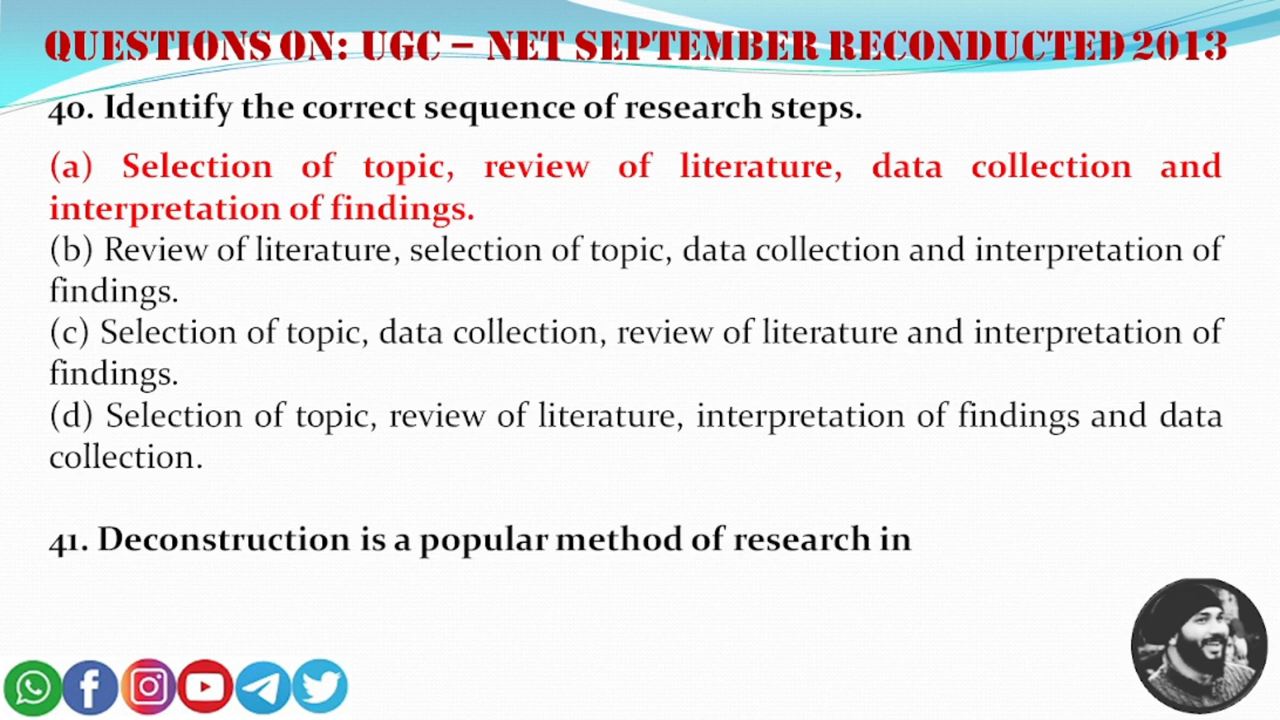 QUESTIONS ON: UGC – NET SEPTEMBER RECONDUCTED 2013
40. Identify the correct sequence of research steps.
(a) Selection of topic, review of literature, data collection and
interpretation of findings.
(b) Review of literature, selection of topic, data collection and interpretation of
findings.
(c) Selection of topic, data collection, review of literature and interpretation of
findings.
(d) Selection of topic, review of literature, interpretation of findings and data
collection.
41. Deconstruction is a popular method of research in